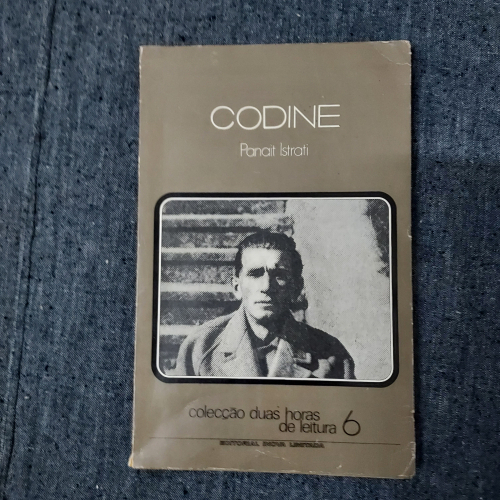 CODINE
Panait Istrati
colecção duas horas
de leitura 6
EDITORIAL INOVA LIMITADA